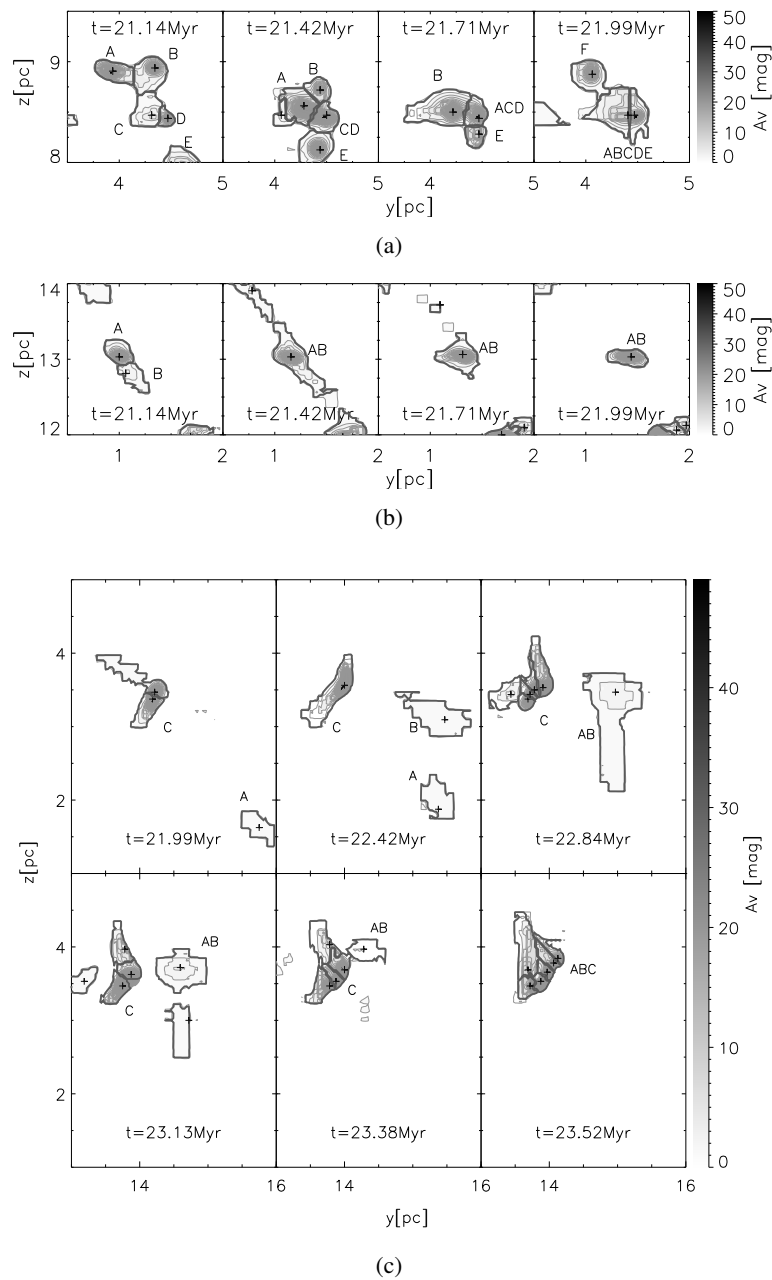 t=21.14Myr t=21.42Myr t=21.71Myr t=21.99Myr
A B C D E
A B CD E
B ACD E
F ABCDE
z[pc]
9
8
4 5 4 5 4 5 4 5
y[pc]
50
40
30
20
10
0
Av [mag]
(a)
14
13
12
z[pc]
A B
AB
AB
AB
t=21.14Myr t=21.42Myr t=21.71Myr t=21.99Myr
1 2 1 2 1 2 1 2
y[pc]
50
40
30
20
10
0
Av [mag]
(b)
4
2
z[pc]
C A
t=21.99Myr
C B A
t=22.42Myr
C AB
t=22.84Myr
4
2
AB C
t=23.13Myr
AB C
t=23.38Myr
ABC
t=23.52Myr
14 16 14 16 14 16
y[pc]
40
30
20
10
0
Av [mag]
(c)